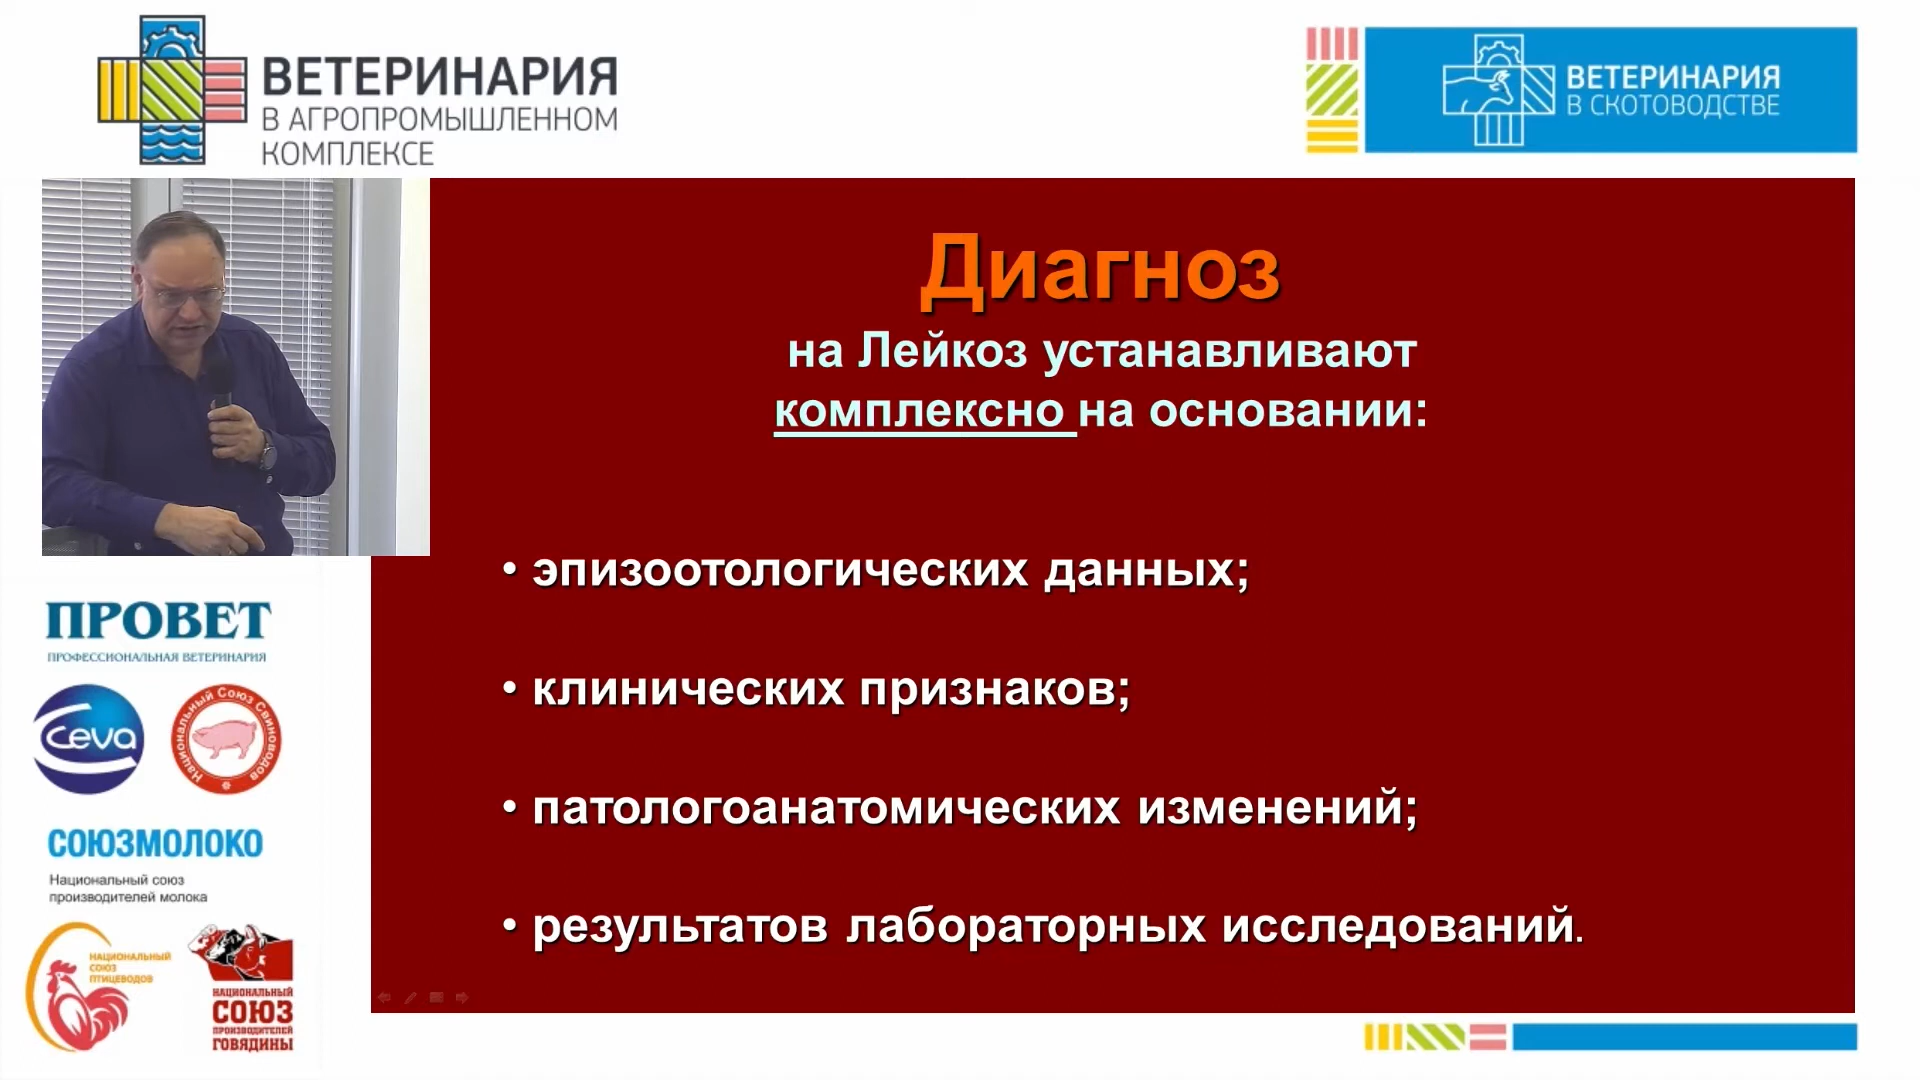 ВЕТЕРИНАРИЯ
В АГРОПРОМЫШЛЕННОМ
КОМПЛЕКСЕ
ВЕТЕРИНАРИЯ
В СКОТОВОДСТВЕ
Диагноз
на Лейкоз устанавливают
комплексно на основании:
• эпизоотологических данных;
• клинических признаков;
• патологоанатомических изменений;
• результатов лабораторных исследований.
ПРОВЕТ
ПРОФЕССИОНАЛЬНАЯ ВЕТЕРИНАРИЯ
ceva
Национальный Союз Свиноводов
СОЮЗМОЛОКО
Национальный союз
производителей молока
НАЦИОНАЛЬНЫЙ
СОЮЗ
ПТИЦЕВОДОВ
НАЦИОНАЛЬНЫЙ
СОЮЗ
ПРОИЗВОДИТЕЛЕЙ
ГОВЯДИНЫ